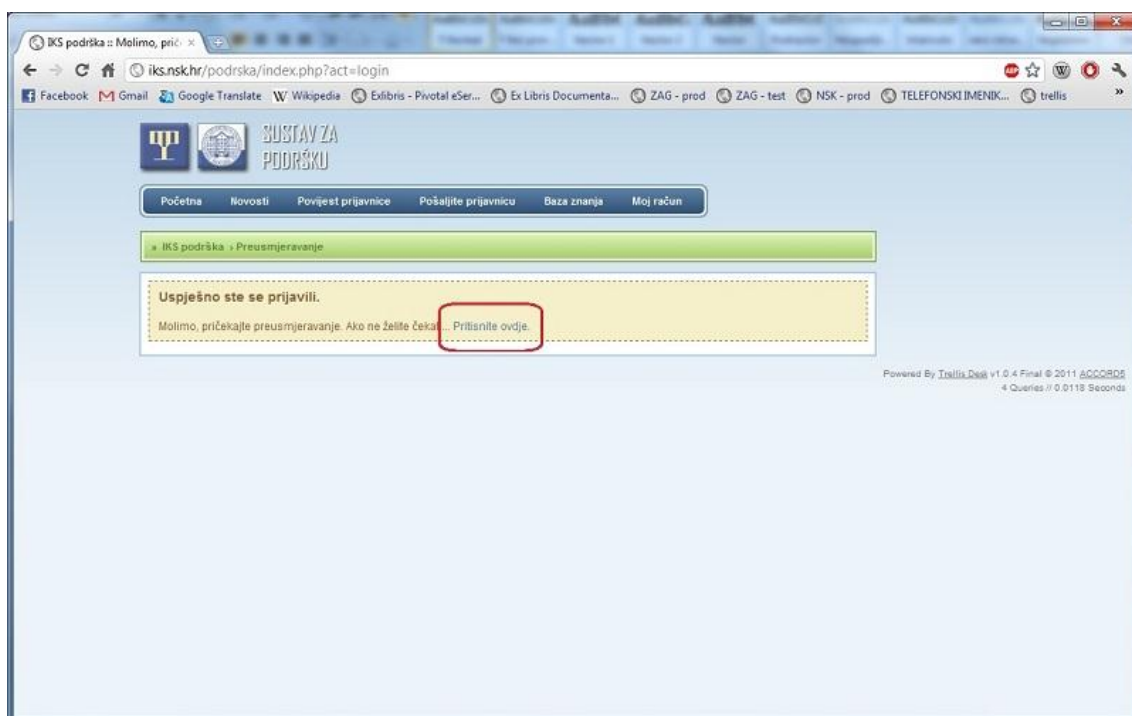 IKS podrška :: Molimo, prič
iks.nsk.hr/podrska/index.php?act=login
Facebook Gmail Google Translate Wikipedia Exlibris - Pivotal eSer... Ex Libris Documenta... ZAG - prod ZAG - test NSK - prod TELEFONSKI IMENIK... trellis »
SUSTAV ZA
PODRŠKU
Početna Novosti Povijest prijavnice Pošaljite prijavnicu Baza znanja Moj račun
» IKS podrška › Preusmjeravanje
Uspješno ste se prijavili.
Molimo, pričekajte preusmjeravanje. Ako ne želite čekat... Pritisnite ovdje.
Powered By Trellis Desk v1.0.4 Final © 2011 ACCORD5
4 Queries // 0.0118 Seconds